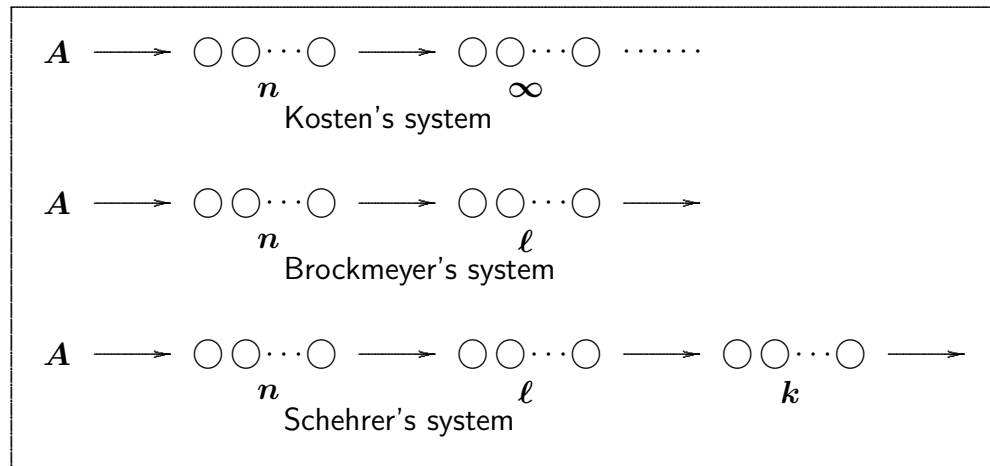 A n ∞ ......
Kosten's system
A n ℓ
Brockmeyer's system
A n ℓ k
Schehrer's system